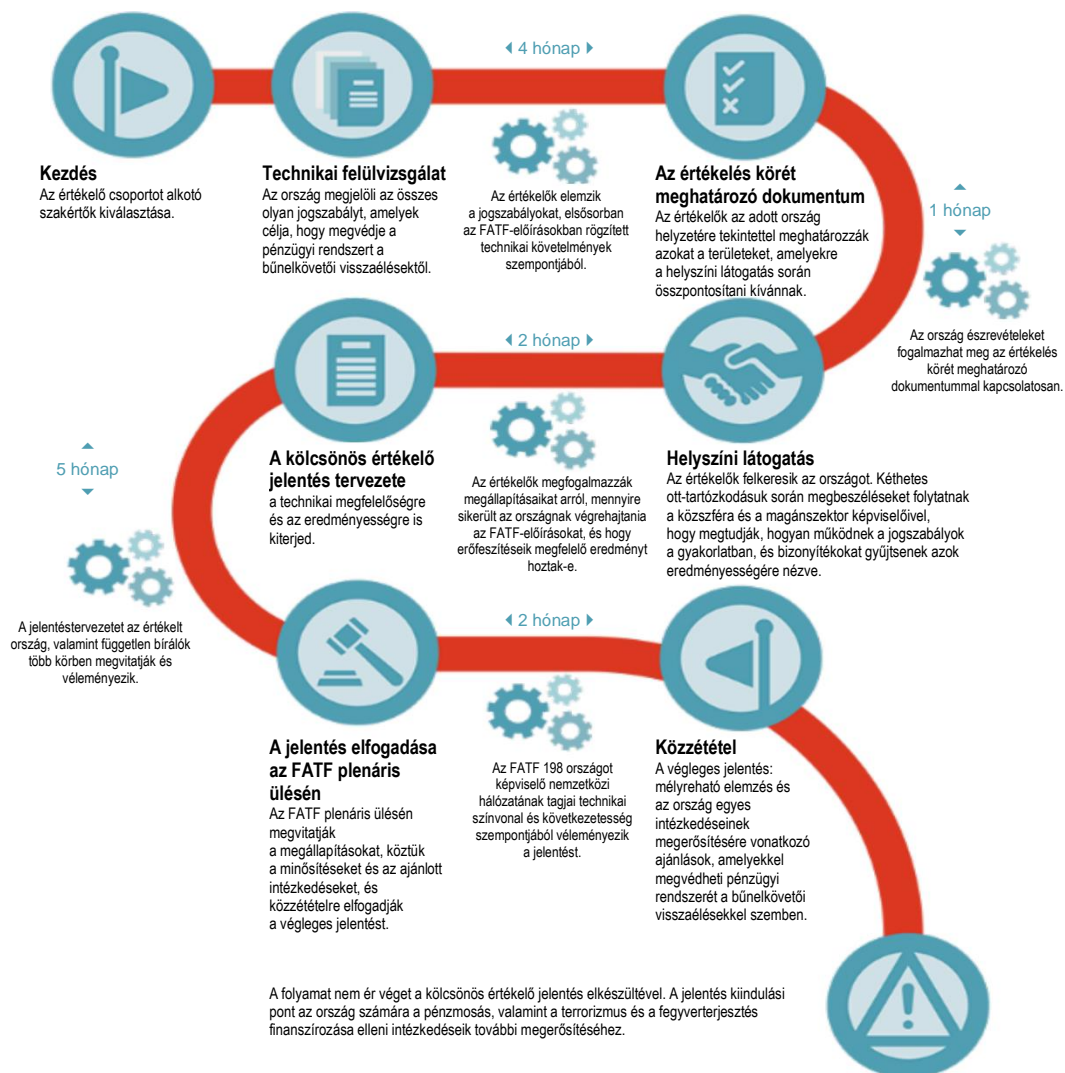 Kezdés
Az értékelő csoportot alkotó
szakértők kiválasztása.
Technikai felülvizsgálat
Az ország megjelöli az összes
olyan jogszabályt, amelyek
célja, hogy megvédje a
pénzügyi rendszert a
bűnelkövetői visszaélésektől.
4 hónap
Az értékelők elemzik
a jogszabályokat, elsősorban
az FATF-előírásokban rögzített
technikai követelmények
szempontjából.
Az értékelés körét
meghatározó dokumentum
Az értékelők az adott ország
helyzetére tekintettel meghatározzák
azokat a területeket, amelyekre
a helyszíni látogatás során
összpontosítani kívánnak.
1 hónap
Az ország észrevételeket
fogalmazhat meg az értékelés
körét meghatározó
dokumentummal kapcsolatosan.
Helyszíni látogatás
Az értékelők felkeresik az országot. Kéthetes
ott-tartózkodásuk során megbeszéléseket folytatnak
a közszféra és a magánszektor képviselőivel,
hogy megtudják, hogyan működnek a jogszabályok
a gyakorlatban, és bizonyítékokat gyűjtsenek azok
eredményességére nézve.
2 hónap
Az értékelők megfogalmazzák
megállapításaikat arról, mennyire
sikerült az országnak végrehajtania
az FATF-előírásokat, és hogy
erőfeszítéseik megfelelő eredményt
hoztak-e.
A kölcsönös értékelő
jelentés tervezete
a technikai megfelelőségre
és az eredményességre is
kiterjed.
5 hónap
A jelentéstervezetet az értékelt
ország, valamint független bírálók
több körben megvitatják és
véleményezik.
A jelentés elfogadása
az FATF plenáris
ülésén
Az FATF plenáris ülésén
megvitatják
a megállapításokat, köztük
a minősítéseket és az ajánlott
intézkedéseket, és
közzétételre elfogadják
a végleges jelentést.
2 hónap
Az FATF 198 országot
képviselő nemzetközi
hálózatának tagjai technikai
színvonal és következetesség
szempontjából véleményezik
a jelentést.
Közzététel
A végleges jelentés:
mélyreható elemzés és
az ország egyes
intézkedéseinek
megerősítésére vonatkozó
ajánlások, amelyekkel
megvédheti pénzügyi
rendszerét a bűnelkövetői
visszaélésekkel szemben.
A folyamat nem ér véget a kölcsönös értékelő jelentés elkészültével. A jelentés kiindulási
pont az ország számára a pénzmosás, valamint a terrorizmus és a fegyverterjesztés
finanszírozása elleni intézkedéseik további megerősítéséhez.